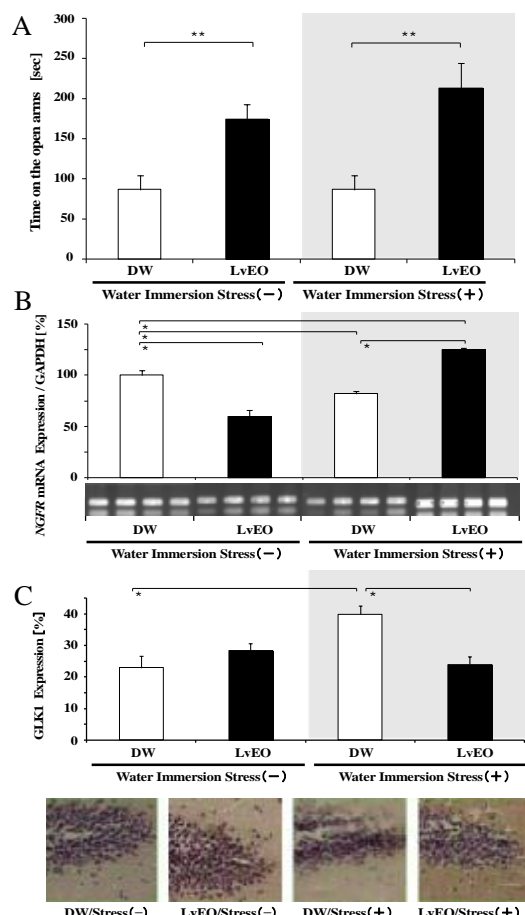 A
Time on the open arms [sec]
300
250
200
150
100
50
0
**
**
DW
LvEO
DW
LvEO
Water Immersion Stress(−)
Water Immersion Stress(+)
B
NGFR mRNA Expression / GAPDH [%]
150
100
50
0
*
*
*
*
DW
LvEO
DW
LvEO
Water Immersion Stress(−)
Water Immersion Stress(+)
C
GLK1 Expression [%]
40
30
20
10
0
*
*
DW
LvEO
DW
LvEO
Water Immersion Stress(−)
Water Immersion Stress(+)
DW/Stress(−)
LvEO/Stress(−)
DW/Stress(+)
LvEO/Stress(+)